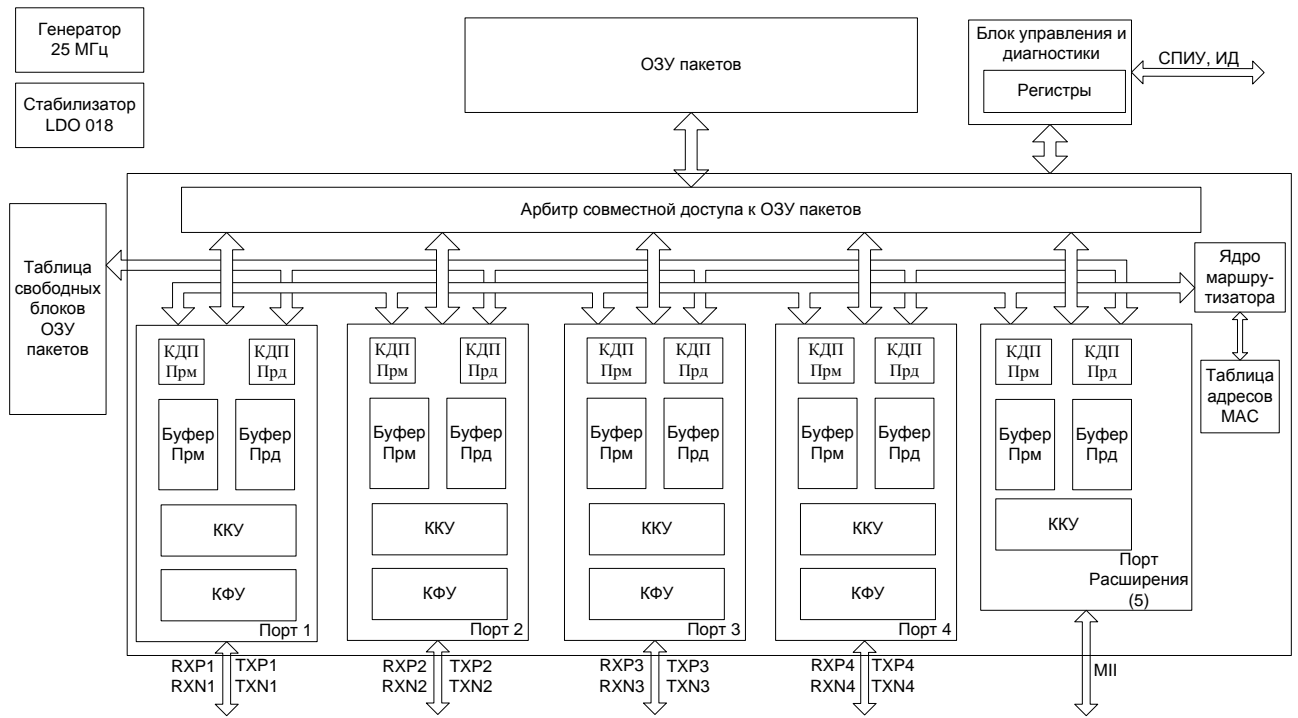 Генератор
25 МГц
Стабилизатор
LDO 018
ОЗУ пакетов
Блок управления и
диагностики
Регистры
СПИУ, ИД
Арбитр совместной доступа к ОЗУ пакетов
Таблица
свободных
блоков
ОЗУ
пакетов
Ядро
маршру-
тизатора
Таблица
адресов
MAC
КДП
Прм
КДП
Прд
Буфер
Прм
Буфер
Прд
ККУ
КФУ
Порт 1
КДП
Прм
КДП
Прд
Буфер
Прм
Буфер
Прд
ККУ
КФУ
Порт 2
КДП
Прм
КДП
Прд
Буфер
Прм
Буфер
Прд
ККУ
КФУ
Порт 3
КДП
Прм
КДП
Прд
Буфер
Прм
Буфер
Прд
ККУ
КФУ
Порт 4
КДП
Прм
КДП
Прд
Буфер
Прм
Буфер
Прд
ККУ
Порт
Расширения
(5)
RXP1 TXP1
RXN1 TXN1
RXP2 TXP2
RXN2 TXN2
RXP3 TXP3
RXN3 TXN3
RXP4 TXP4
RXN4 TXN4
MII